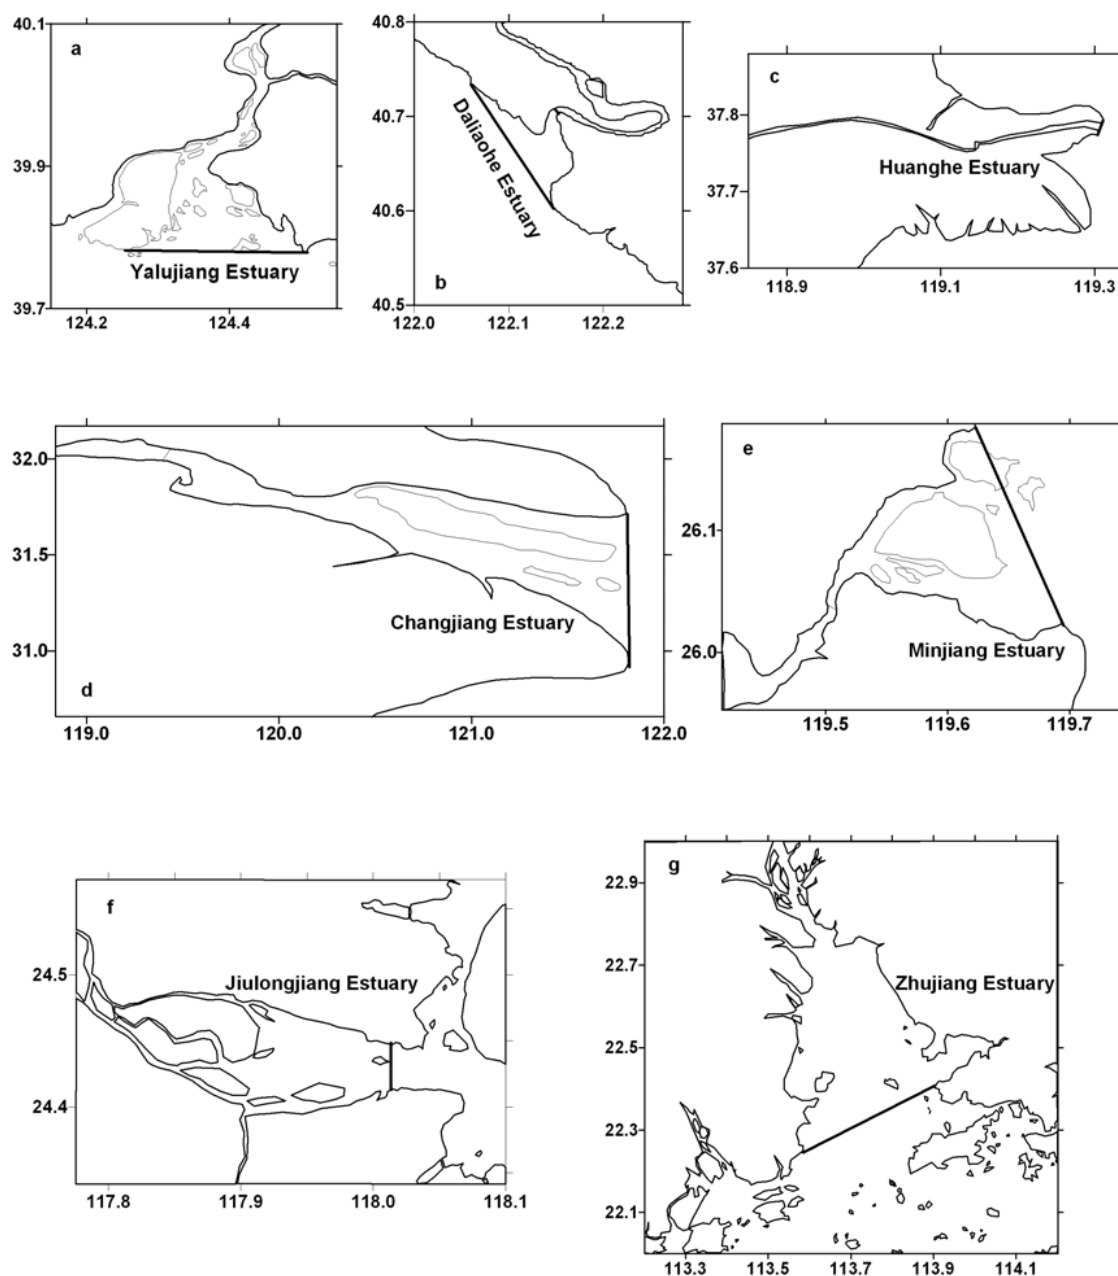 40.1
a
39.9
39.7
Yalujiang Estuary
124.2 124.4
40.8
40.7
40.6
40.5
Daliaohe Estuary
b
122.0 122.1 122.2
c
37.8
37.7
37.6
Huanghe Estuary
118.9 119.1 119.3
32.0
31.5
31.0
Changjiang Estuary
d
119.0 120.0 121.0 122.0
e
26.1
26.0
Minjiang Estuary
119.5 119.6 119.7
f
24.5
24.4
Jiulongjiang Estuary
117.8 117.9 118.0 118.1
g
22.9
22.7
22.5
22.3
22.1
Zhujiang Estuary
113.3 113.5 113.7 113.9 114.1